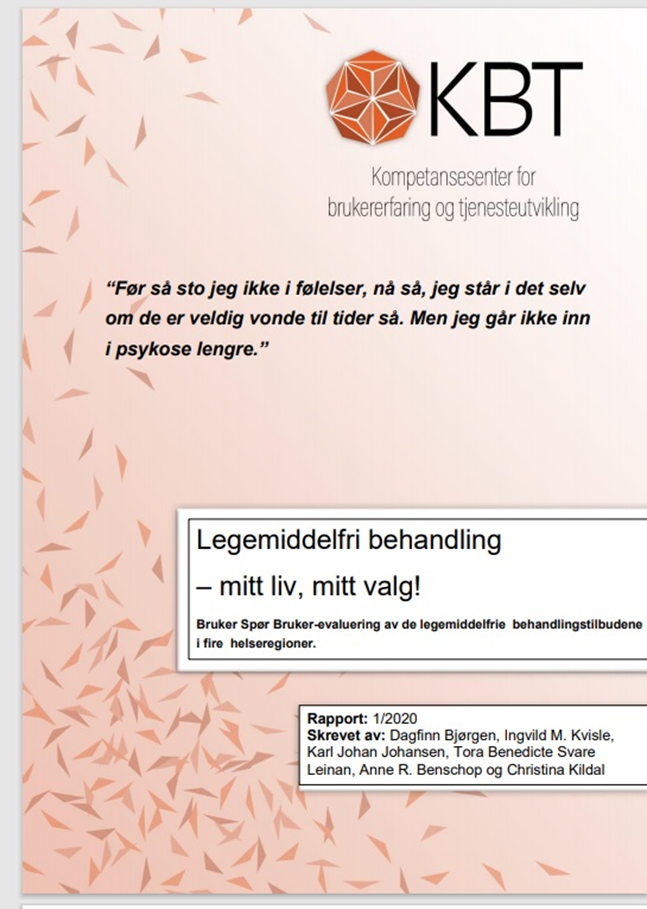 KBT
Kompetansesenter for
brukererfaring og tjenesteutvikling
“Før så sto jeg ikke i følelser, nå så, jeg står i det selv
om de er veldig vonde til tider så. Men jeg går ikke inn
i psykose lengre.”
Legemiddelfri behandling
– mitt liv, mitt valg!
Bruker Spør Bruker-evaluering av de legemiddelfrie behandlingstilbudene
i fire helseregioner.
Rapport: 1/2020
Skrevet av: Dagfinn Bjørgen, Ingvild M. Kvisle,
Karl Johan Johansen, Tora Benedicte Svare
Leinan, Anne R. Benschop og Christina Kildal